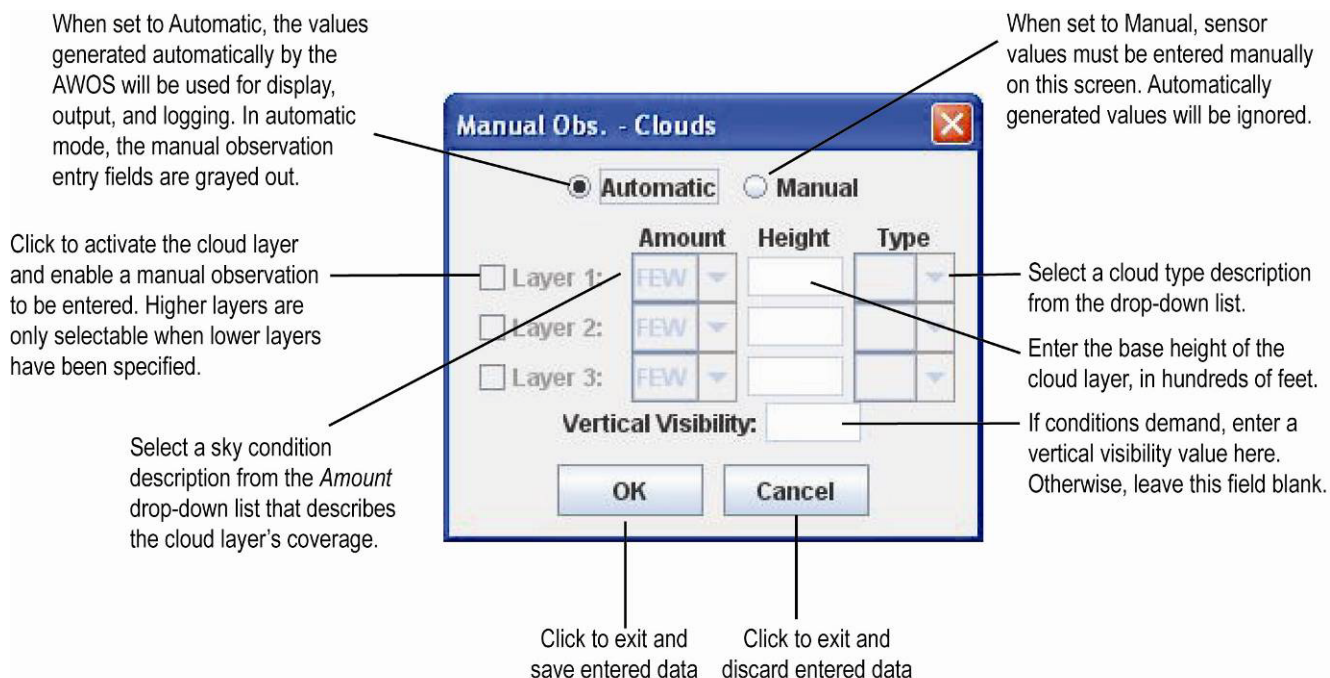 When set to Automatic, the values
generated automatically by the
AWOS will be used for display,
output, and logging. In automatic
mode, the manual observation
entry fields are grayed out.
When set to Manual, sensor
values must be entered manually
on this screen. Automatically
generated values will be ignored.
Manual Obs. - Clouds
Automatic Manual
Amount Height Type
Layer 1: FEW
Layer 2: FEW
Layer 3: FEW
Vertical Visibility:
OK Cancel
Click to activate the cloud layer
and enable a manual observation
to be entered. Higher layers are
only selectable when lower layers
have been specified.
Select a sky condition
description from the Amount
drop-down list that describes
the cloud layer's coverage.
Select a cloud type description
from the drop-down list.
Enter the base height of the
cloud layer, in hundreds of feet.
If conditions demand, enter a
vertical visibility value here.
Otherwise, leave this field blank.
Click to exit and
save entered data
Click to exit and
discard entered data